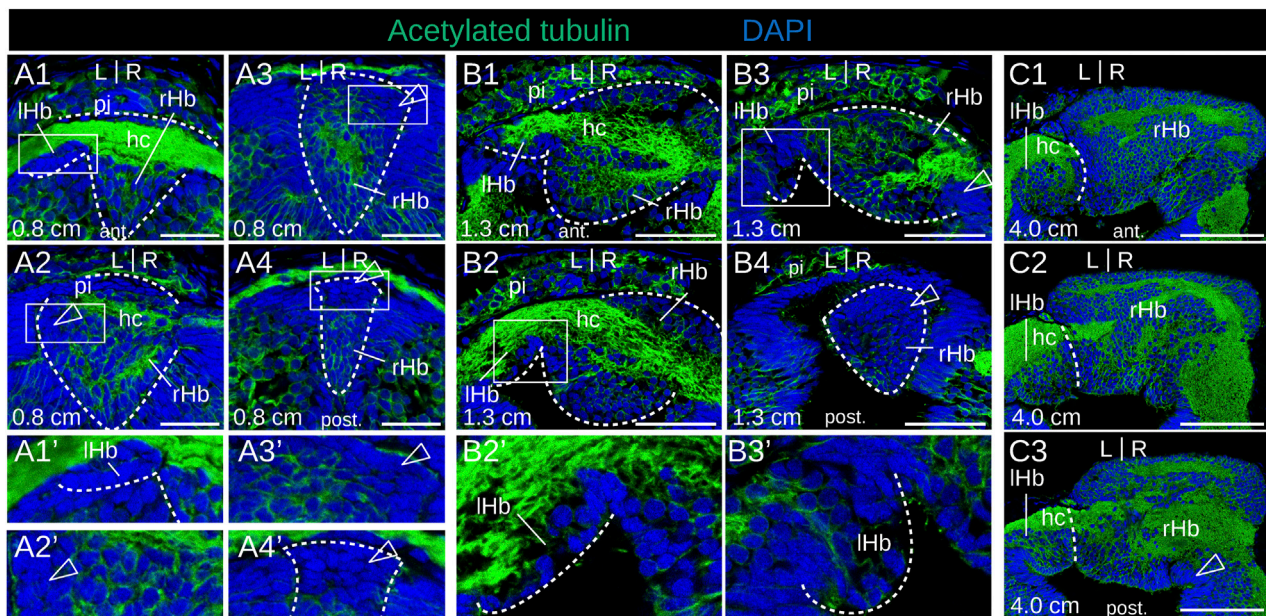 Acetylated tubulin DAPI
A1 L | R pi rHb lHb hc 0.8 cm ant.
A3 L | R rHb 0.8 cm
B1 L | R pi hc lHb rHb 1.3 cm ant.
B3 L | R lHb pi rHb 1.3 cm
C1 L | R lHb hc rHb 4.0 cm ant.
A2 L | R pi hc rHb 0.8 cm
A4 L | R rHb 0.8 cm post.
B2 L | R pi rHb hc lHb 1.3 cm
B4 pi L | R rHb 1.3 cm post.
C2 L | R lHb rHb hc 4.0 cm
A1’ lHb
A3’
B2’ lHb
B3’ lHb
C3 L | R lHb hc rHb 4.0 cm post.
A2’
A4’